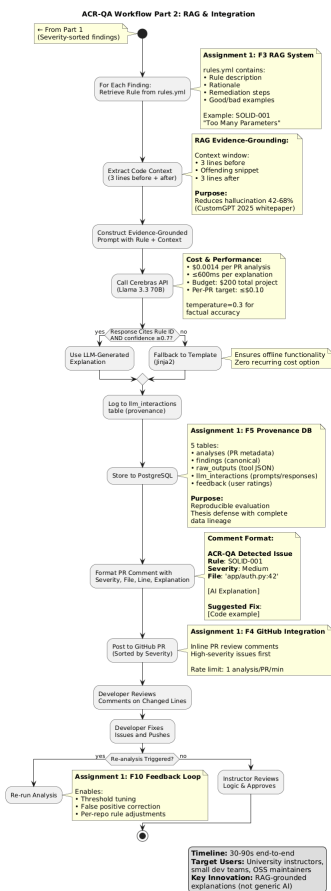 ACR-QA Workflow Part 2: RAG & Integration
← From Part 1
(Severity-sorted findings)
Assignment 1: F3 RAG System
rules.yml contains:
• Rule description
• Rationale
• Remediation steps
• Good/bad examples
Example: SOLID-001
"Too Many Parameters"
For Each Finding:
Retrieve Rule from rules.yml
RAG Evidence-Grounding:
Context window:
• 3 lines before
• Offending snippet
• 3 lines after
Purpose:
Reduces hallucination 42-68%
(CustomGPT 2025 whitepaper)
Extract Code Context
(3 lines before + after)
Construct Evidence-Grounded
Prompt with Rule + Context
Cost & Performance:
• $0.0014 per PR analysis
• ≤600ms per explanation
• Budget: $200 total project
• Per-PR target: ≤$0.10
temperature=0.3 for
factual accuracy
Call Cerebras API
(Llama 3.3 70B)
yes
Response Cites Rule ID
AND confidence ≥0.7?
no
Use LLM-Generated
Explanation
Fallback to Template
(Jinja2)
Ensures offline functionality
Zero recurring cost option
Log to llm_interactions
table (provenance)
Assignment 1: F5 Provenance DB
5 tables:
• analyses (PR metadata)
• findings (canonical)
• raw_outputs (tool JSON)
• llm_interactions (prompts/responses)
• feedback (user ratings)
Purpose:
Reproducible evaluation
Thesis defense with complete
data lineage
Store to PostgreSQL
Comment Format:
ACR-QA Detected Issue
Rule: SOLID-001
Severity: Medium
File: 'app/auth.py:42'
[AI Explanation]
Suggested Fix:
[Code example]
Format PR Comment with
Severity, File, Line, Explanation
Assignment 1: F4 GitHub Integration
Inline PR review comments
High-severity issues first
Rate limit: 1 analysis/PR/min
Post to GitHub PR
(Sorted by Severity)
Developer Reviews
Comments on Changed Lines
Developer Fixes
Issues and Pushes
yes
Re-analysis Triggered?
no
Re-run Analysis
Assignment 1: F10 Feedback Loop
Enables:
• Threshold tuning
• False positive correction
• Per-repo rule adjustments
Instructor Reviews
Logic & Approves
Timeline: 30-90s end-to-end
Target Users: University instructors,
small dev teams, OSS maintainers
Key Innovation: RAG-grounded
explanations (not generic AI)